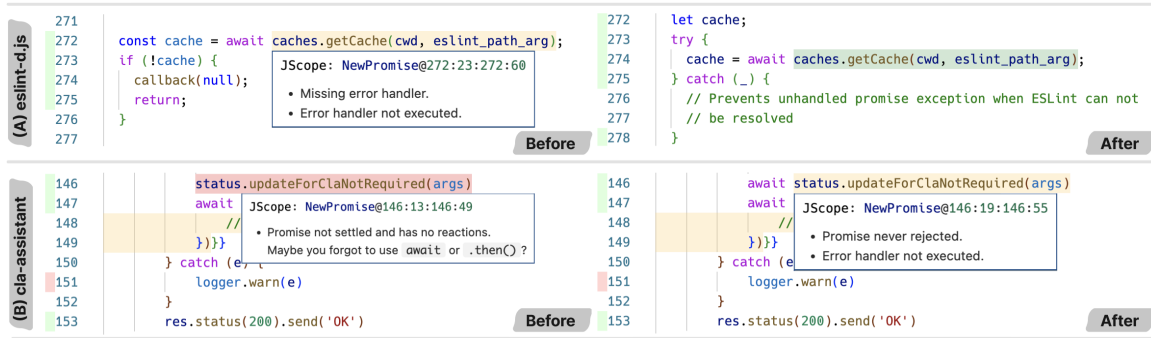 (A) eslint-d.js
271
272 const cache = await caches.getCache(cwd, eslint_path_arg);
273 if (!cache) {
274 callback(null);
275 return;
276 }
277
JScope: NewPromise@272:23:272:60
• Missing error handler.
• Error handler not executed.
Before
272 let cache;
273 try {
274 cache = await caches.getCache(cwd, eslint_path_arg);
275 } catch (_) {
276 // Prevents unhandled promise exception when ESLint can not
277 // be resolved
278 }
After
(B) cla-assistant
146 status.updateForClaNotRequired(args)
147 await
148 //
149 })}}
150 } catch (e) {
151 logger.warn(e)
152 }
153 res.status(200).send('OK')
JScope: NewPromise@146:13:146:49
• Promise not settled and has no reactions.
Maybe you forgot to use await or .then() ?
Before
146 await status.updateForClaNotRequired(args)
147 await
148 //
149 })}}
150 } catch (e
151 logger.warn(e)
152 }
153 res.status(200).send('OK')
JScope: NewPromise@146:19:146:55
• Promise never rejected.
• Error handler not executed.
After